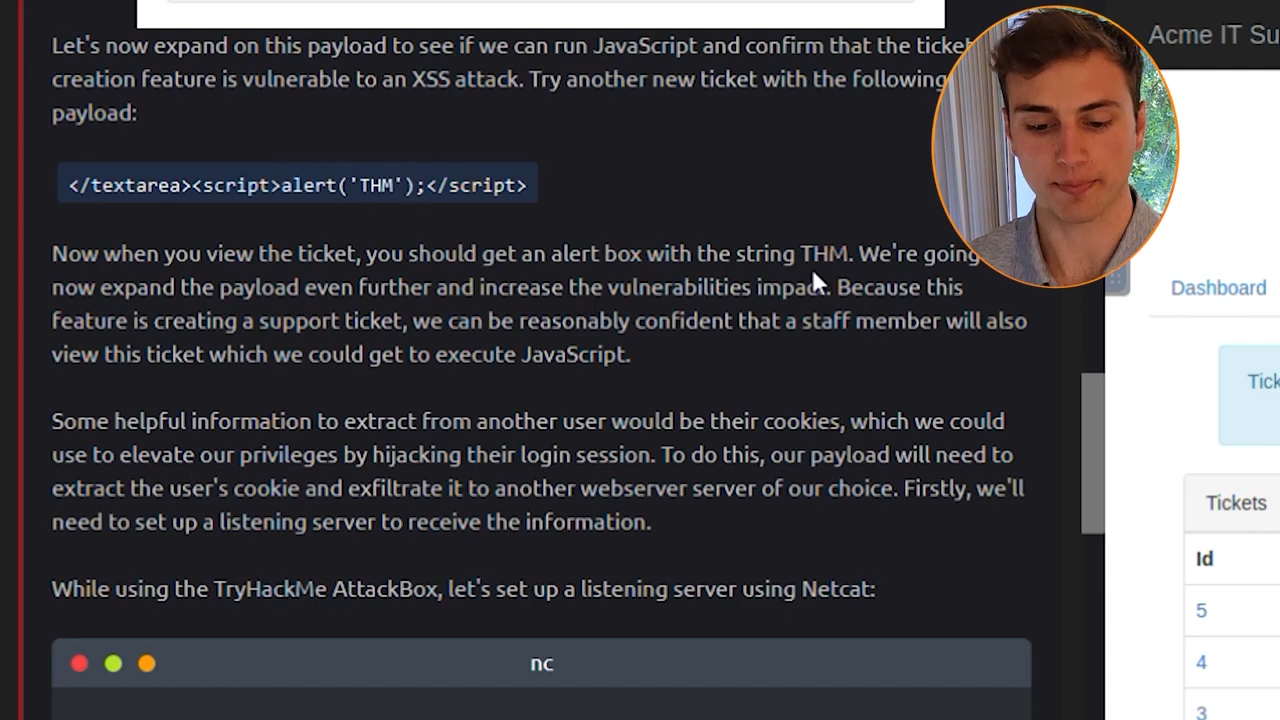 Let's now expand on this payload to see if we can run JavaScript and confirm that the ticket
creation feature is vulnerable to an XSS attack. Try another new ticket with the following
payload:
</textarea><script>alert('THM');</script>
Now when you view the ticket, you should get an alert box with the string THM. We're going
now expand the payload even further and increase the vulnerabilities impact. Because this
feature is creating a support ticket, we can be reasonably confident that a staff member will also
view this ticket which we could get to execute JavaScript.
Some helpful information to extract from another user would be their cookies, which we could
use to elevate our privileges by hijacking their login session. To do this, our payload will need to
extract the user's cookie and exfiltrate it to another webserver server of our choice. Firstly, we'll
need to set up a listening server to receive the information.
While using the TryHackMe AttackBox, let's set up a listening server using Netcat:
nc
Acme IT Su
Dashboard
Tick
Tickets
Id
5
4
3